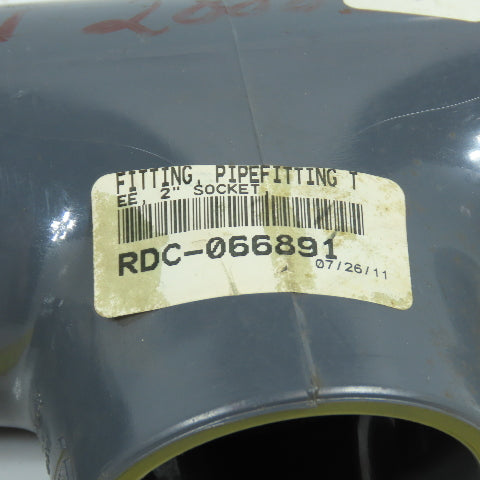 FITTING, PIPEFITTING T
EE, 2" SOCKET,
RDC-066891
07/26/11